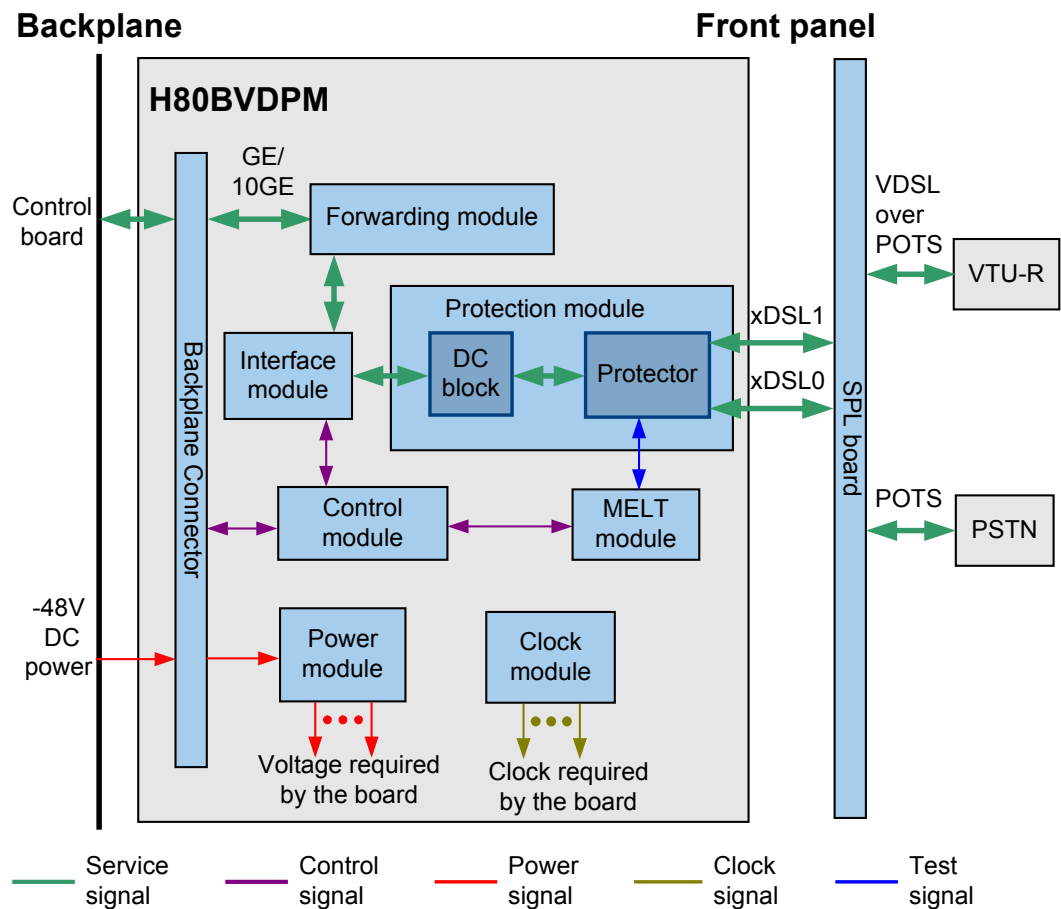 Backplane
Front panel
H80BVDPM
GE/
10GE
Control
board
Forwarding module
VDSL
over
POTS
VTU-R
Protection module
xDSL1
Interface
module
DC
block
Protector
xDSL0
Backplane Connector
SPL board
Control
module
MELT
module
POTS
PSTN
-48V
DC
power
Power
module
Clock
module
Voltage required
by the board
Clock required
by the board
Service
signal
Control
signal
Power
signal
Clock
signal
Test
signal